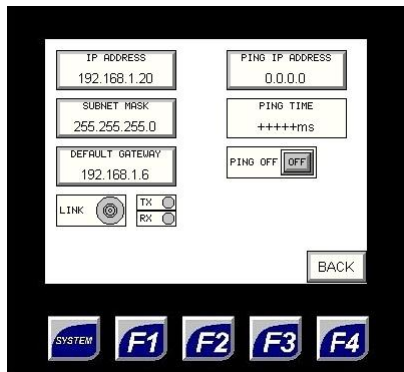 IP ADDRESS
192.168.1.20
SUBNET MASK
255.255.255.0
DEFAULT GATEWAY
192.168.1.6
LINK
TX
RX
PING IP ADDRESS
0.0.0.0
PING TIME
+++++ms
PING OFF OFF
BACK
SYSTEM F1 F2 F3 F4